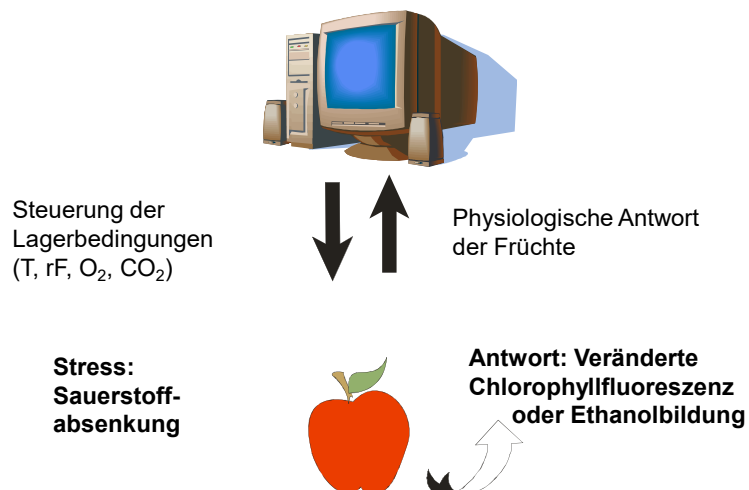 Steuerung der
Lagerbedingungen
(T, rF, O₂, CO₂)
Physiologische Antwort
der Früchte
Stress:
Sauerstoff-
absenkung
Antwort: Veränderte
Chlorophyllfluoreszenz
oder Ethanolbildung